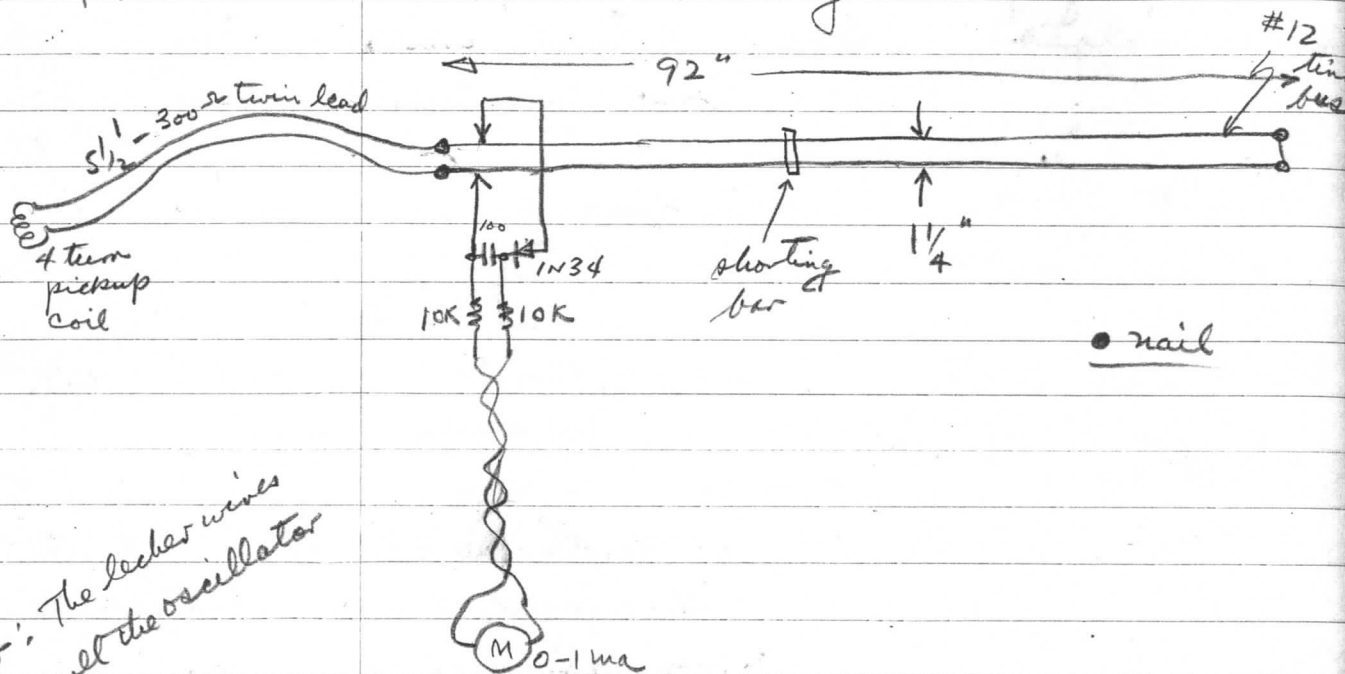 #12
92"
tin
bus
5 1/2' - 300 Ω twin lead
1 1/4"
100
1N34
4 turn
pickup
coil
shorting
bar
10K 10K
nail
The lecher wires
the oscillator
M 0-1 ma